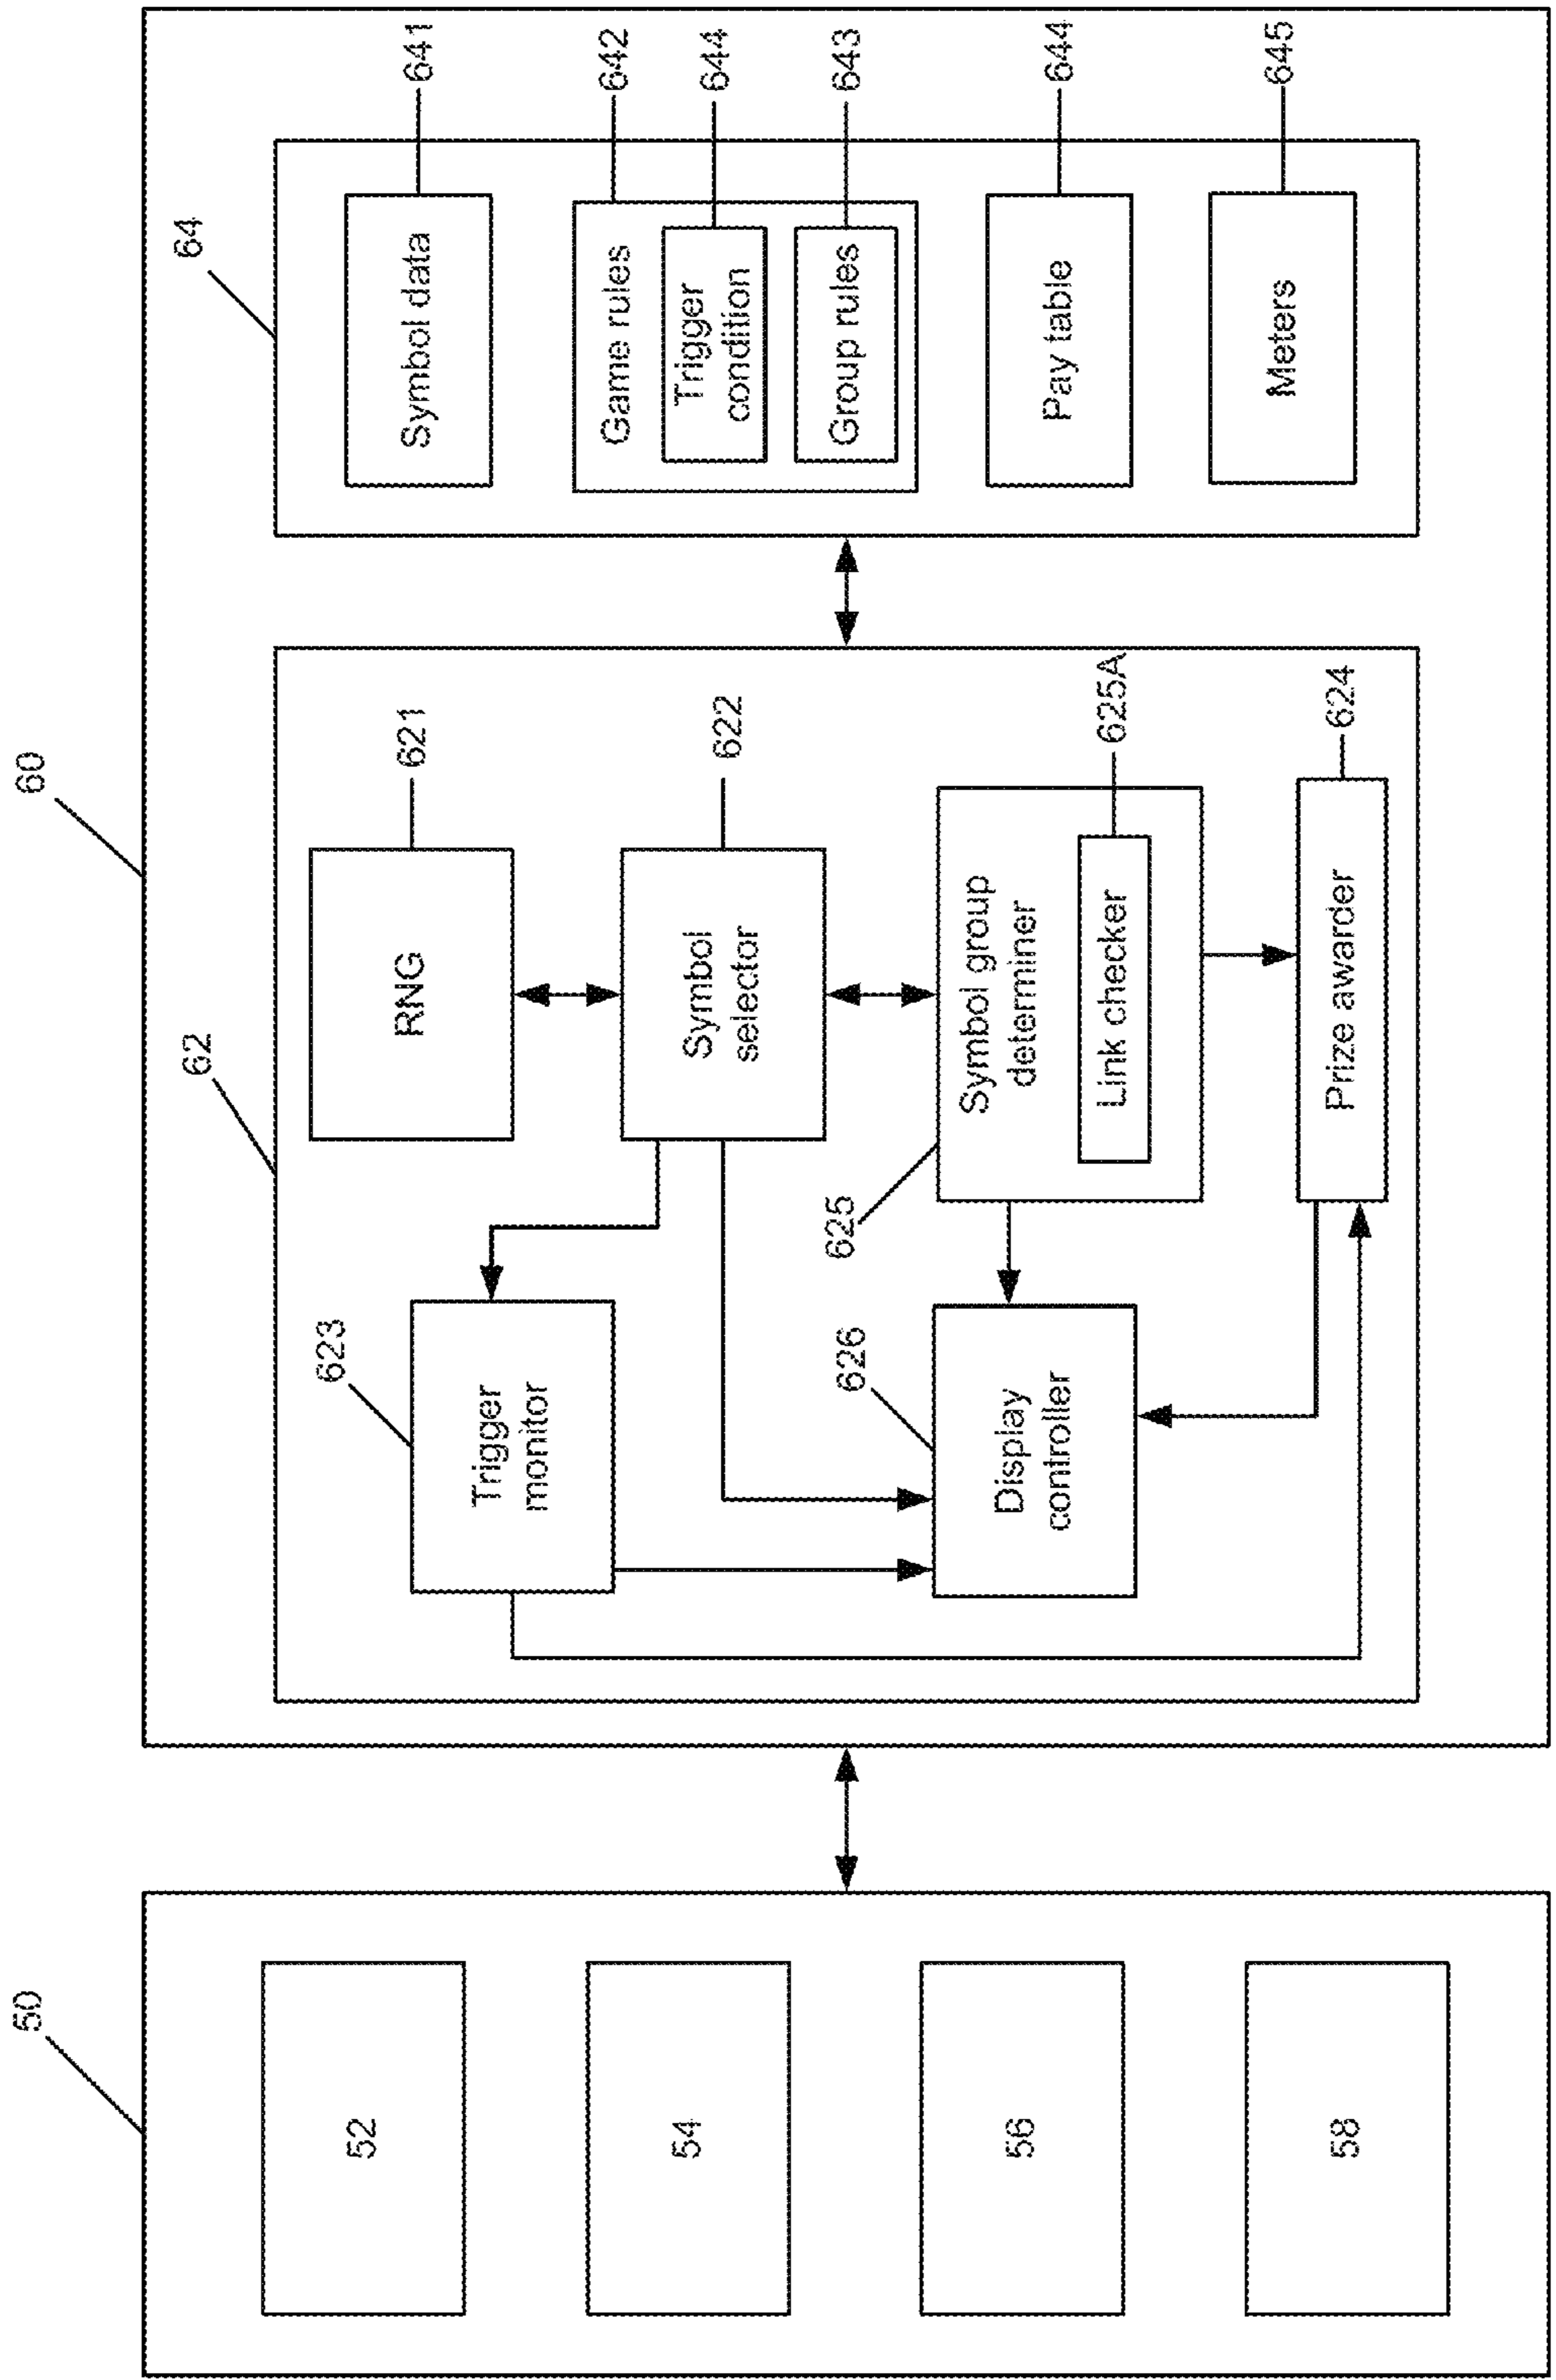 60
62
64
RNG
621
Symbol data
641
Trigger
monitor
623
Symbol
selector
622
Game rules
642
Trigger
condition
644
Group rules
643
Display
controller
626
Symbol group
determiner
625
Link checker
625A
Pay table
644
Prize awarder
624
Meters
645
50
52
54
56
58